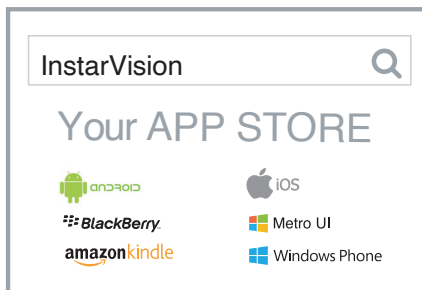 InstarVision
Your APP STORE
android iOS
BlackBerry. Metro UI
amazonkindle Windows Phone